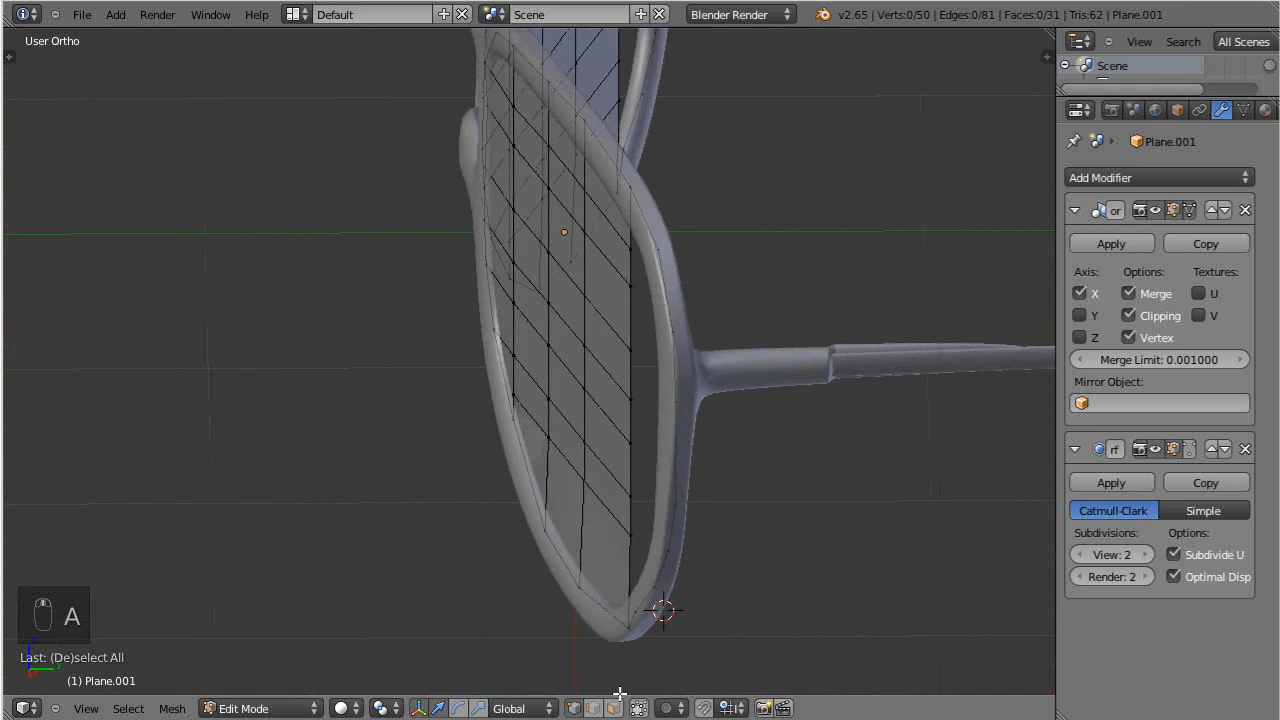 File Add Render Window Help Default Scene Blender Render v2.65 | Verts:0/50 | Edges:0/81 | Faces:0/31 | Tris:62 | Plane.001
User Ortho
View Search All Scenes
Scene
Plane.001
Add Modifier
or
Apply Copy
Axis: Options: Textures:
X Merge U
Y Clipping V
Z Vertex
Merge Limit: 0.001000
Mirror Object:
rf
Apply Copy
Catmull-Clark Simple
Subdivisions: Options:
View: 2 Subdivide U
Render: 2 Optimal Disp
A
Last: (De)select All
(1) Plane.001
View Select Mesh Edit Mode Global